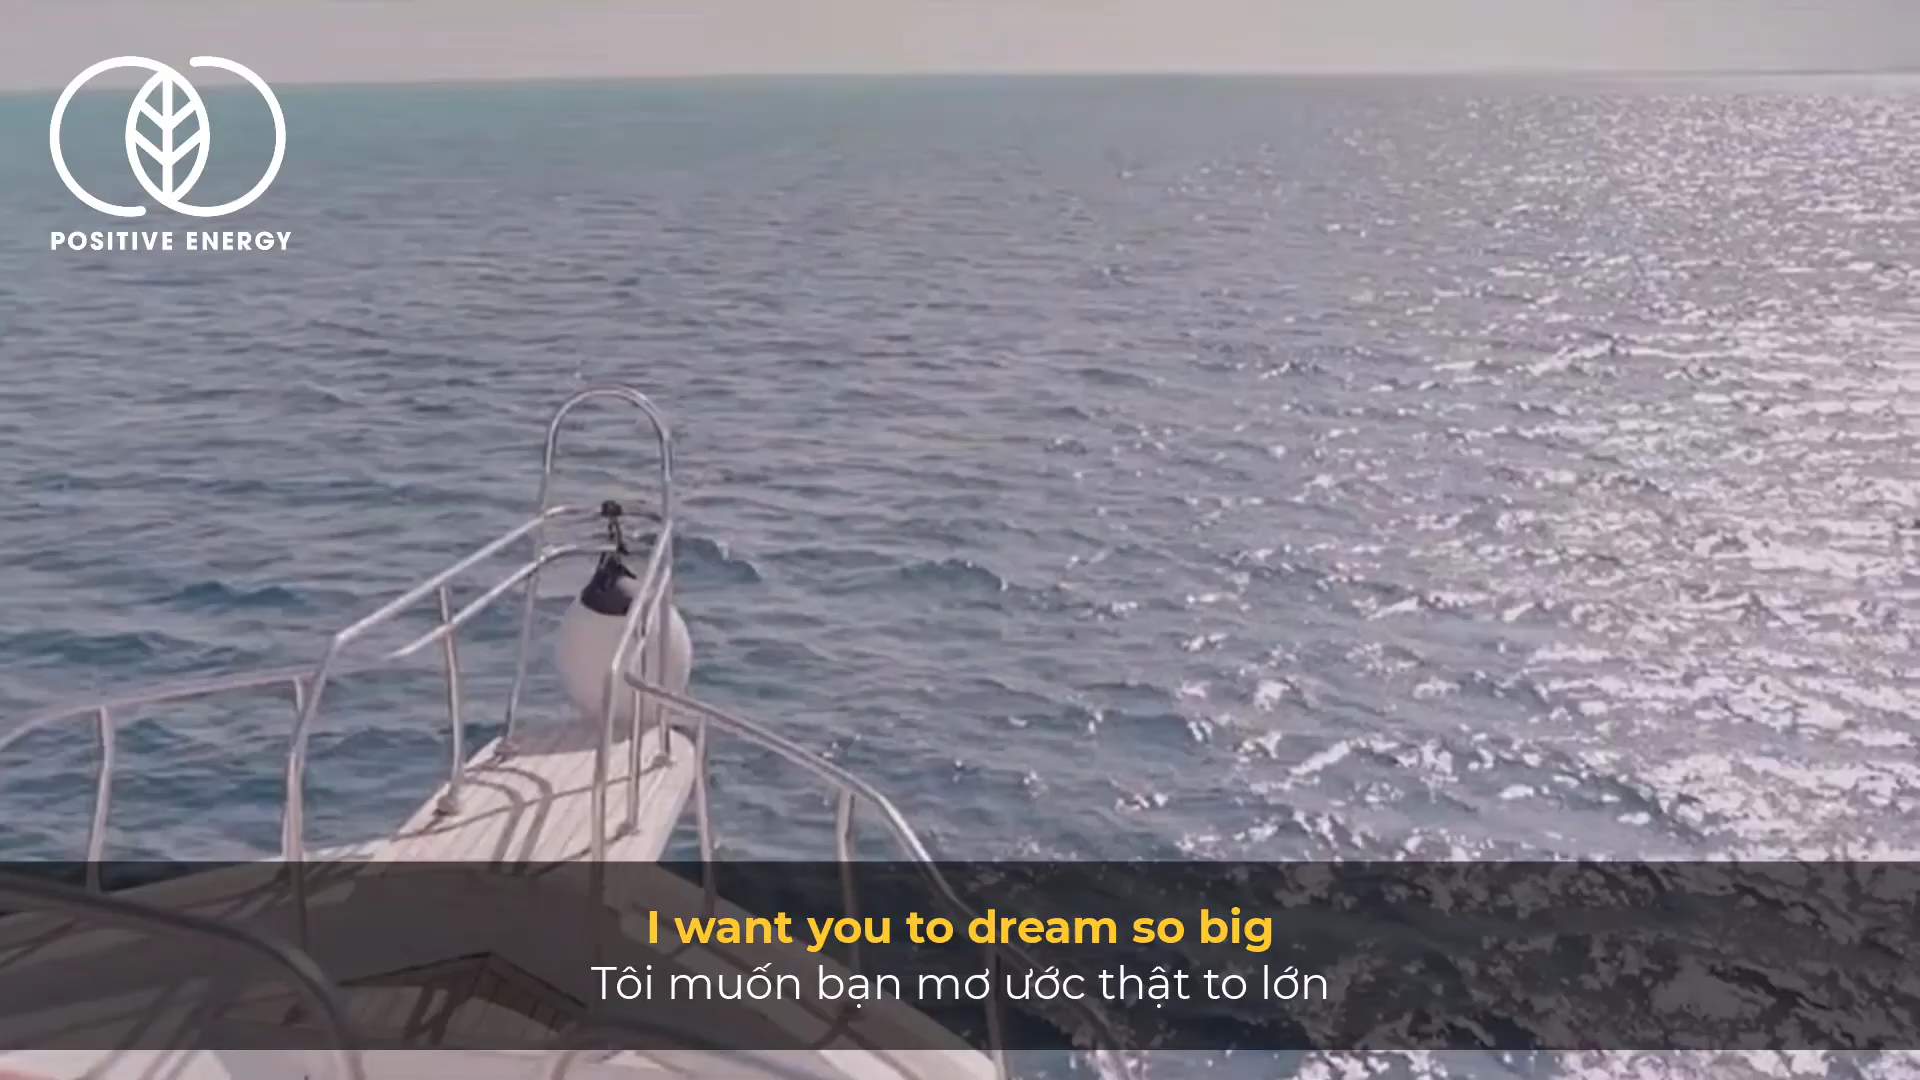 POSITIVE ENERGY
I want you to dream so big
Tôi muốn bạn mơ ước thật to lớn